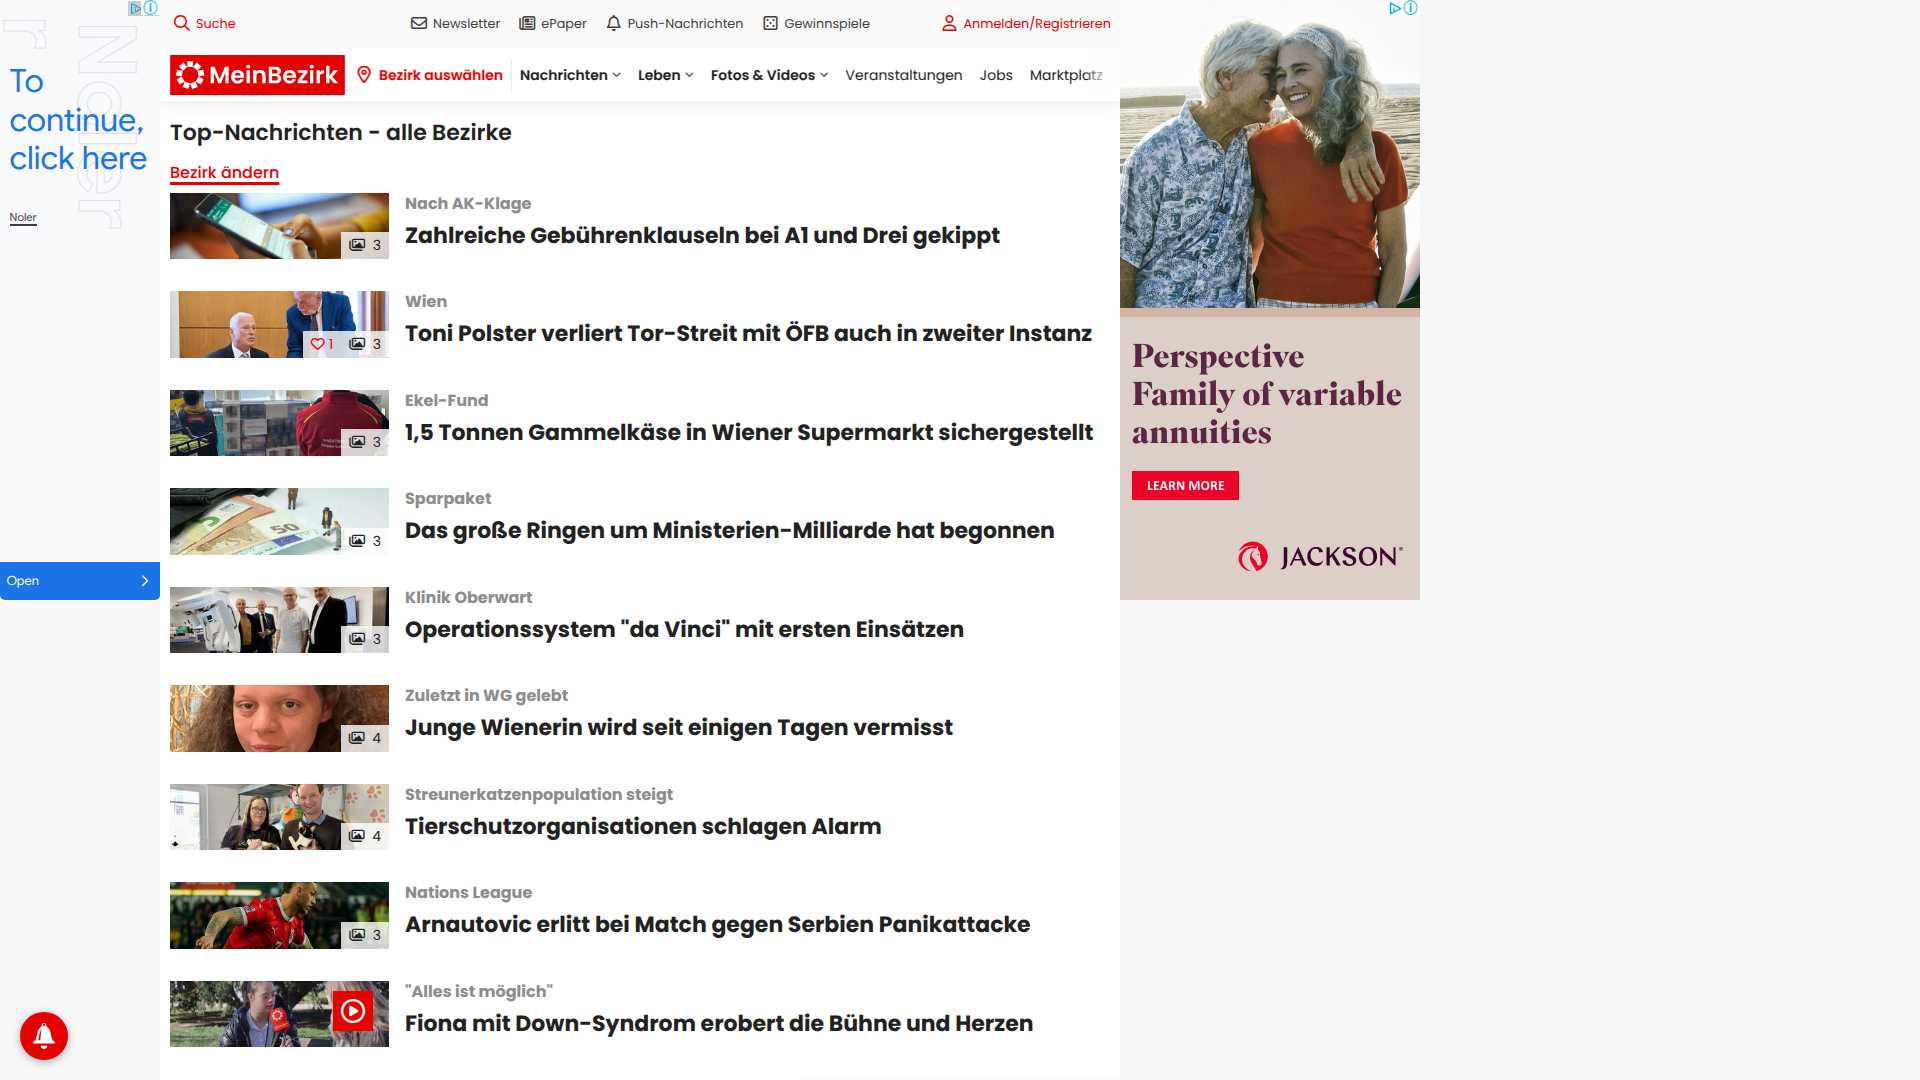 Suche
Newsletter
ePaper
Push-Nachrichten
Gewinnspiele
Anmelden/Registrieren
MeinBezirk
Bezirk auswählen
Nachrichten
Leben
Fotos & Videos
Veranstaltungen
Jobs
Marktplatz
Noler
To
continue,
click here
Noler
Open
Top-Nachrichten - alle Bezirke
Bezirk ändern
3
Nach AK-Klage
Zahlreiche Gebührenklauseln bei A1 und Drei gekippt
1
3
Wien
Toni Polster verliert Tor-Streit mit ÖFB auch in zweiter Instanz
3
Ekel-Fund
1,5 Tonnen Gammelkäse in Wiener Supermarkt sichergestellt
3
Sparpaket
Das große Ringen um Ministerien-Milliarde hat begonnen
3
Klinik Oberwart
Operationssystem "da Vinci" mit ersten Einsätzen
4
Zuletzt in WG gelebt
Junge Wienerin wird seit einigen Tagen vermisst
4
Streunerkatzenpopulation steigt
Tierschutzorganisationen schlagen Alarm
3
Nations League
Arnautovic erlitt bei Match gegen Serbien Panikattacke
"Alles ist möglich"
Fiona mit Down-Syndrom erobert die Bühne und Herzen
Perspective
Family of variable
annuities
LEARN MORE
JACKSON®